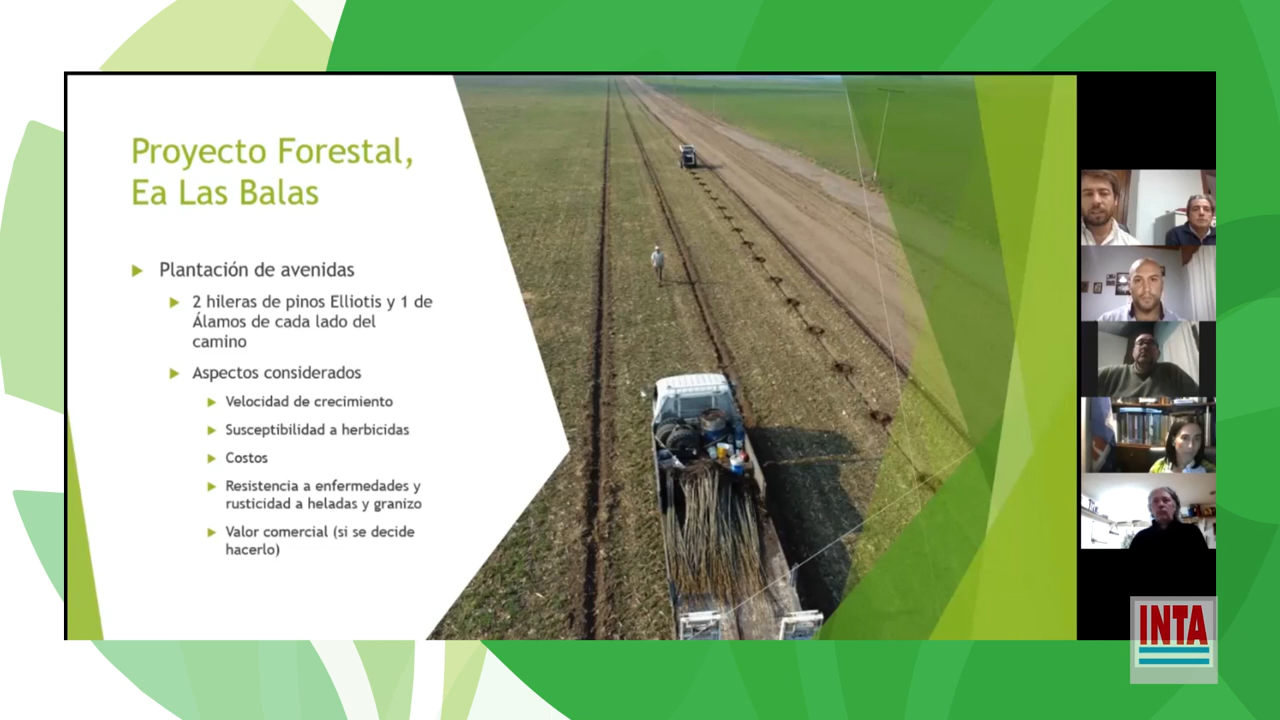 Proyecto Forestal,
Ea Las Balas
Plantación de avenidas
2 hileras de pinos Elliotis y 1 de
Álamos de cada lado del
camino
Aspectos considerados
Velocidad de crecimiento
Susceptibilidad a herbicidas
Costos
Resistencia a enfermedades y
rusticidad a heladas y granizo
Valor comercial (si se decide
hacerlo)
INTA